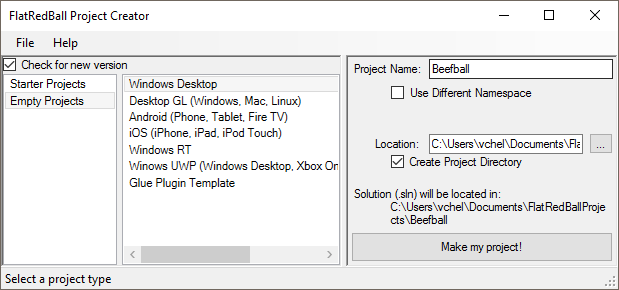 FlatRedBall Project Creator
File Help
Check for new version
Starter Projects
Empty Projects
Windows Desktop
Desktop GL (Windows, Mac, Linux)
Android (Phone, Tablet, Fire TV)
iOS (iPhone, iPad, iPod Touch)
Windows RT
Winows UWP (Windows Desktop, Xbox On
Glue Plugin Template
Project Name: Beefball
Use Different Namespace
Location: C:\Users\vchel\Documents\Fla ...
Create Project Directory
Solution (.sln) will be located in:
C:\Users\vchel\Documents\FlatRedBallProje
cts\Beefball
Make my project!
Select a project type